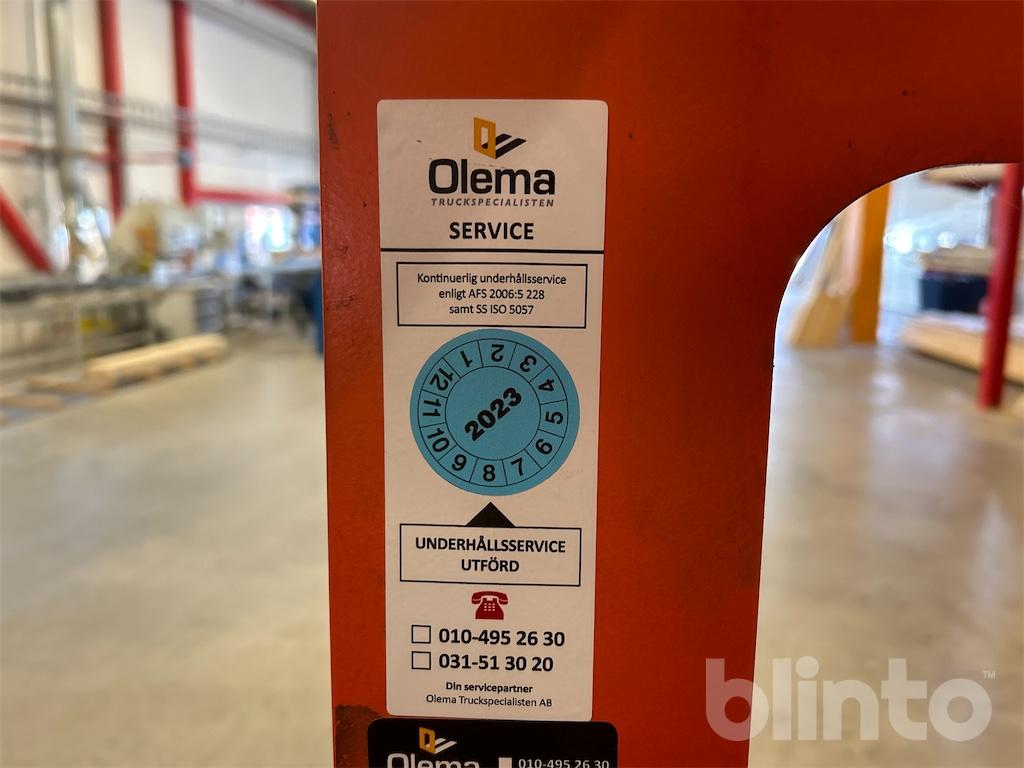 Olema
TRUCKSPECIALISTEN
SERVICE
Kontinuerlig underhållsservice
enligt AFS 2006:5 228
samt SS ISO 5057
1 2 3 4 5 6 7 8 9 10 11 12
2023
UNDERHÅLLSSERVICE
UTFÖRD
010-495 26 30
031-51 30 20
Din servicepartner
Olema Truckspecialisten AB
Olema
010-495 26 30
blinto™